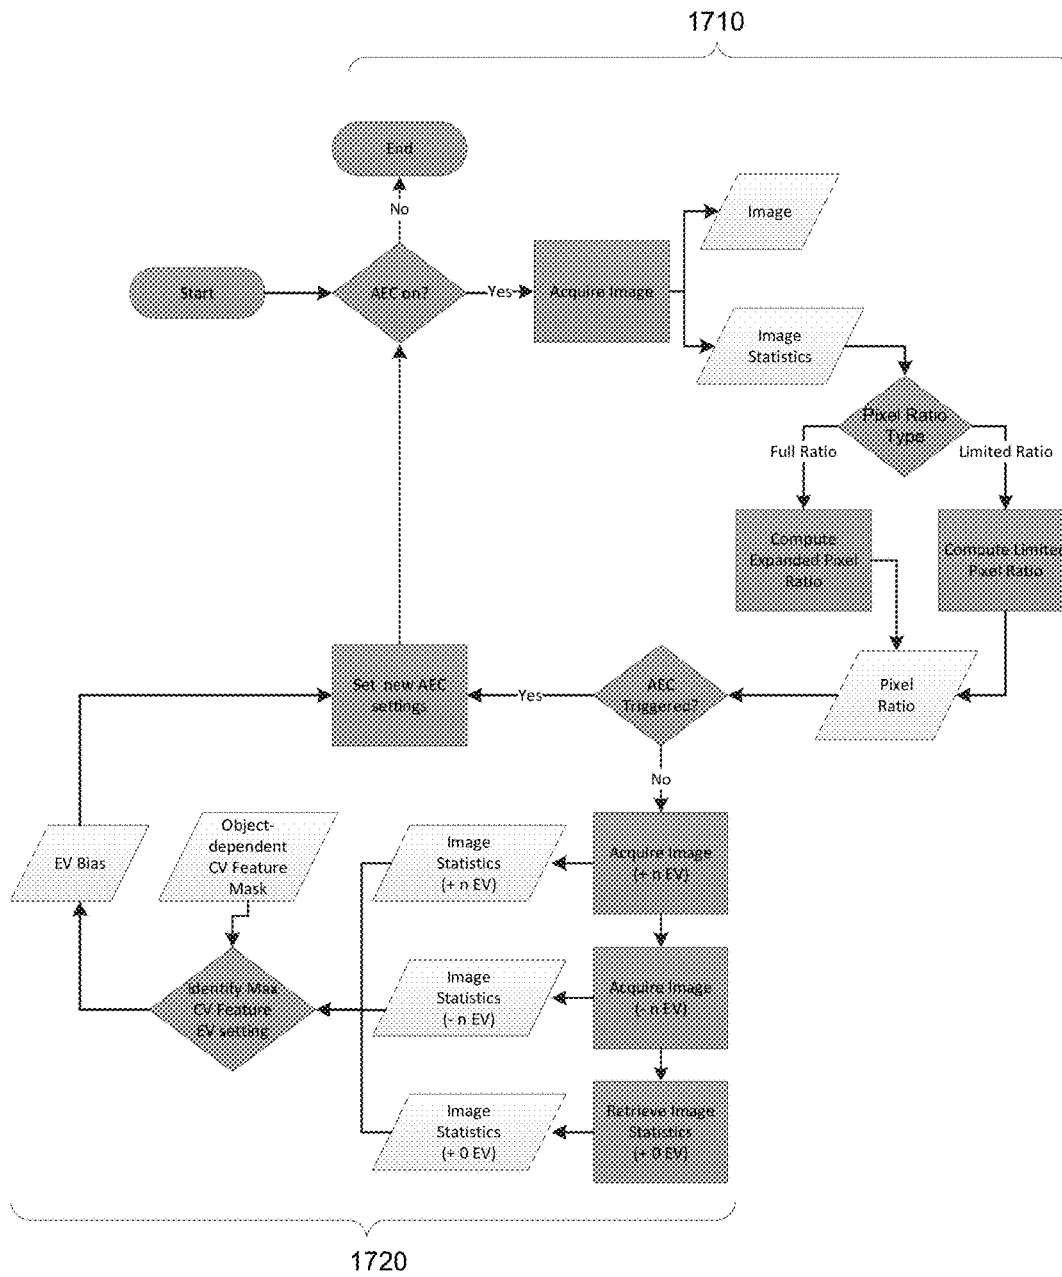 1710
End
No
Image
Start
AEC on?
Yes
Acquire Image
Image
Statistics
Pixel Ratio
Type
Full Ratio
Limited Ratio
Compute
Expanded Pixel
Ratio
Compute Limited
Pixel Ratio
Set new AEC
settings
Yes
AEC
Triggered?
Pixel
Ratio
No
EV Bias
Object-
dependent
CV Feature
Mask
Image
Statistics
(+ n EV)
Acquire Image
(+ n EV)
Identity Max
CV Feature
EV setting
Image
Statistics
(- n EV)
Acquire Image
(- n EV)
Image
Statistics
(+ 0 EV)
Retrieve Image
Statistics
(+ 0 EV)
1720